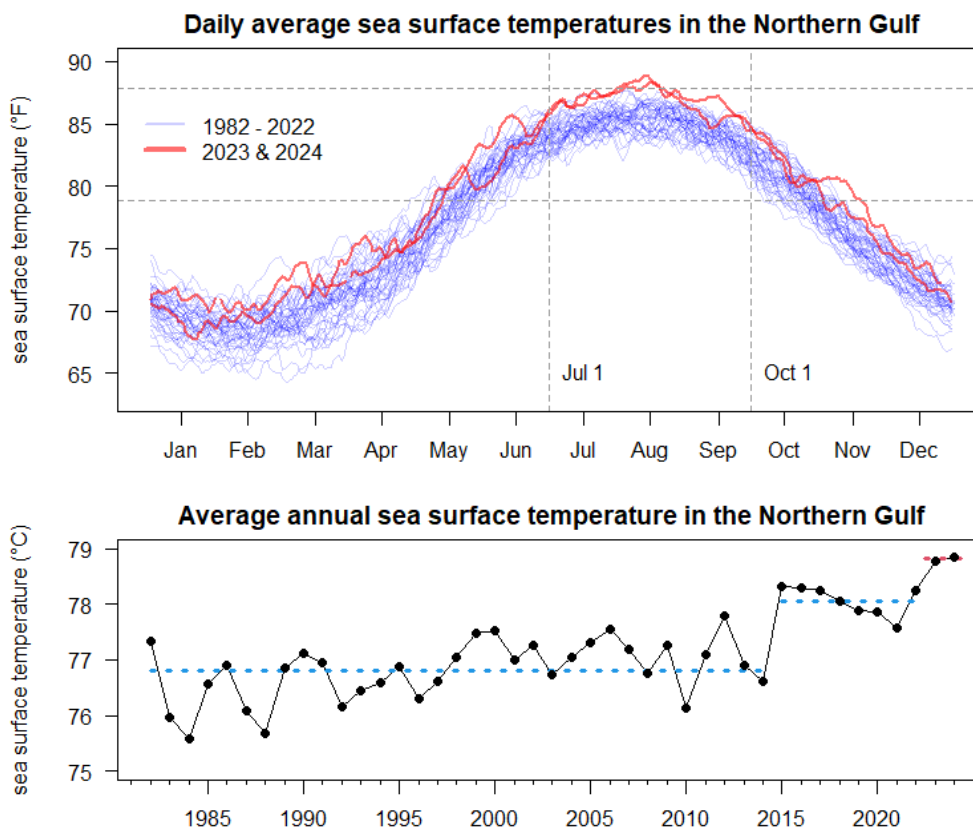 Daily average sea surface temperatures in the Northern Gulf
sea surface temperature (°F)
90
85
80
75
70
65
1982 - 2022
2023 & 2024
Jul 1
Oct 1
Jan Feb Mar Apr May Jun Jul Aug Sep Oct Nov Dec
Average annual sea surface temperature in the Northern Gulf
sea surface temperature (°C)
79
78
77
76
75
1985 1990 1995 2000 2005 2010 2015 2020